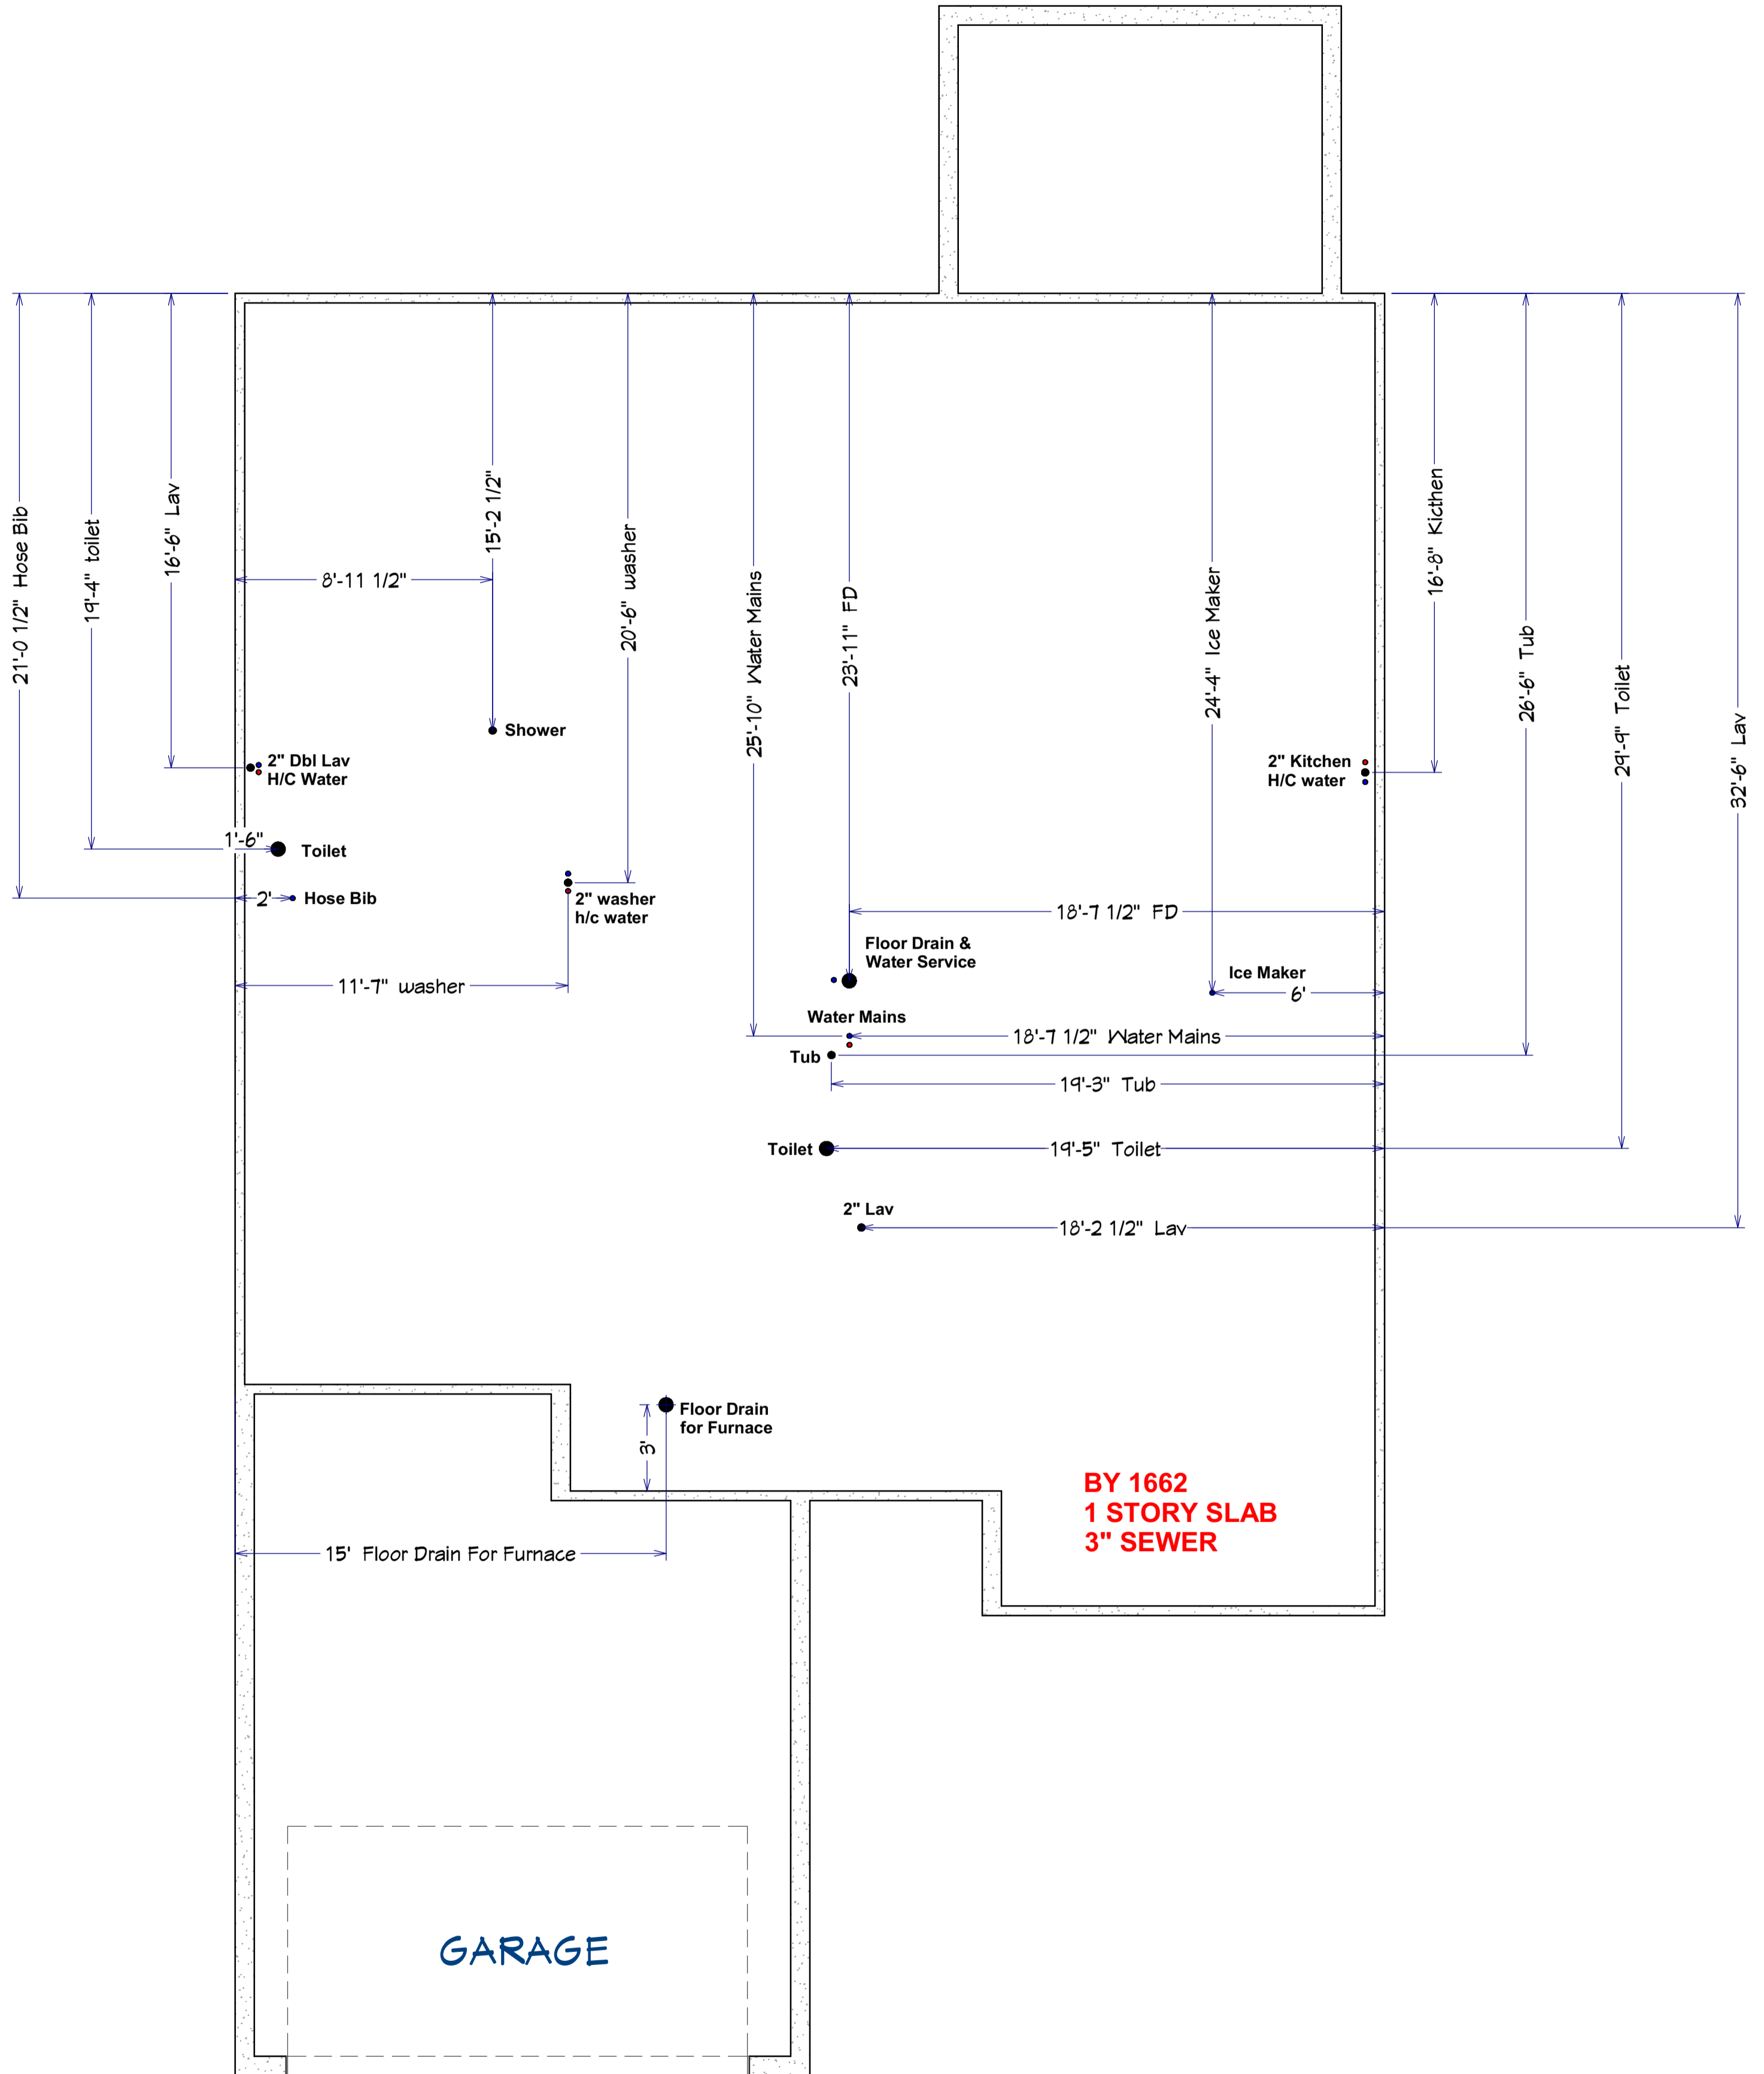 21'-0 1/2" Hose Bib
19'-4" toilet
16'-6" Lav
15'-2 1/2"
8'-11 1/2"
20'-6" washer
25'-10" Water Mains
23'-11" FD
24'-4" Ice Maker
16'-8" Kicthen
26'-6" Tub
29'-9" Toilet
32'-6" Lav
Shower
2" Dbl Lav
H/C Water
2" Kitchen
H/C water
1'-6"
Toilet
2'
Hose Bib
2" washer
h/c water
18'-7 1/2" FD
Floor Drain &
Water Service
11'-7" washer
Ice Maker
6'
Water Mains
18'-7 1/2" Water Mains
Tub
19'-3" Tub
Toilet
19'-5" Toilet
2" Lav
18'-2 1/2" Lav
Floor Drain
for Furnace
3'
BY 1662
1 STORY SLAB
3" SEWER
15' Floor Drain For Furnace
GARAGE